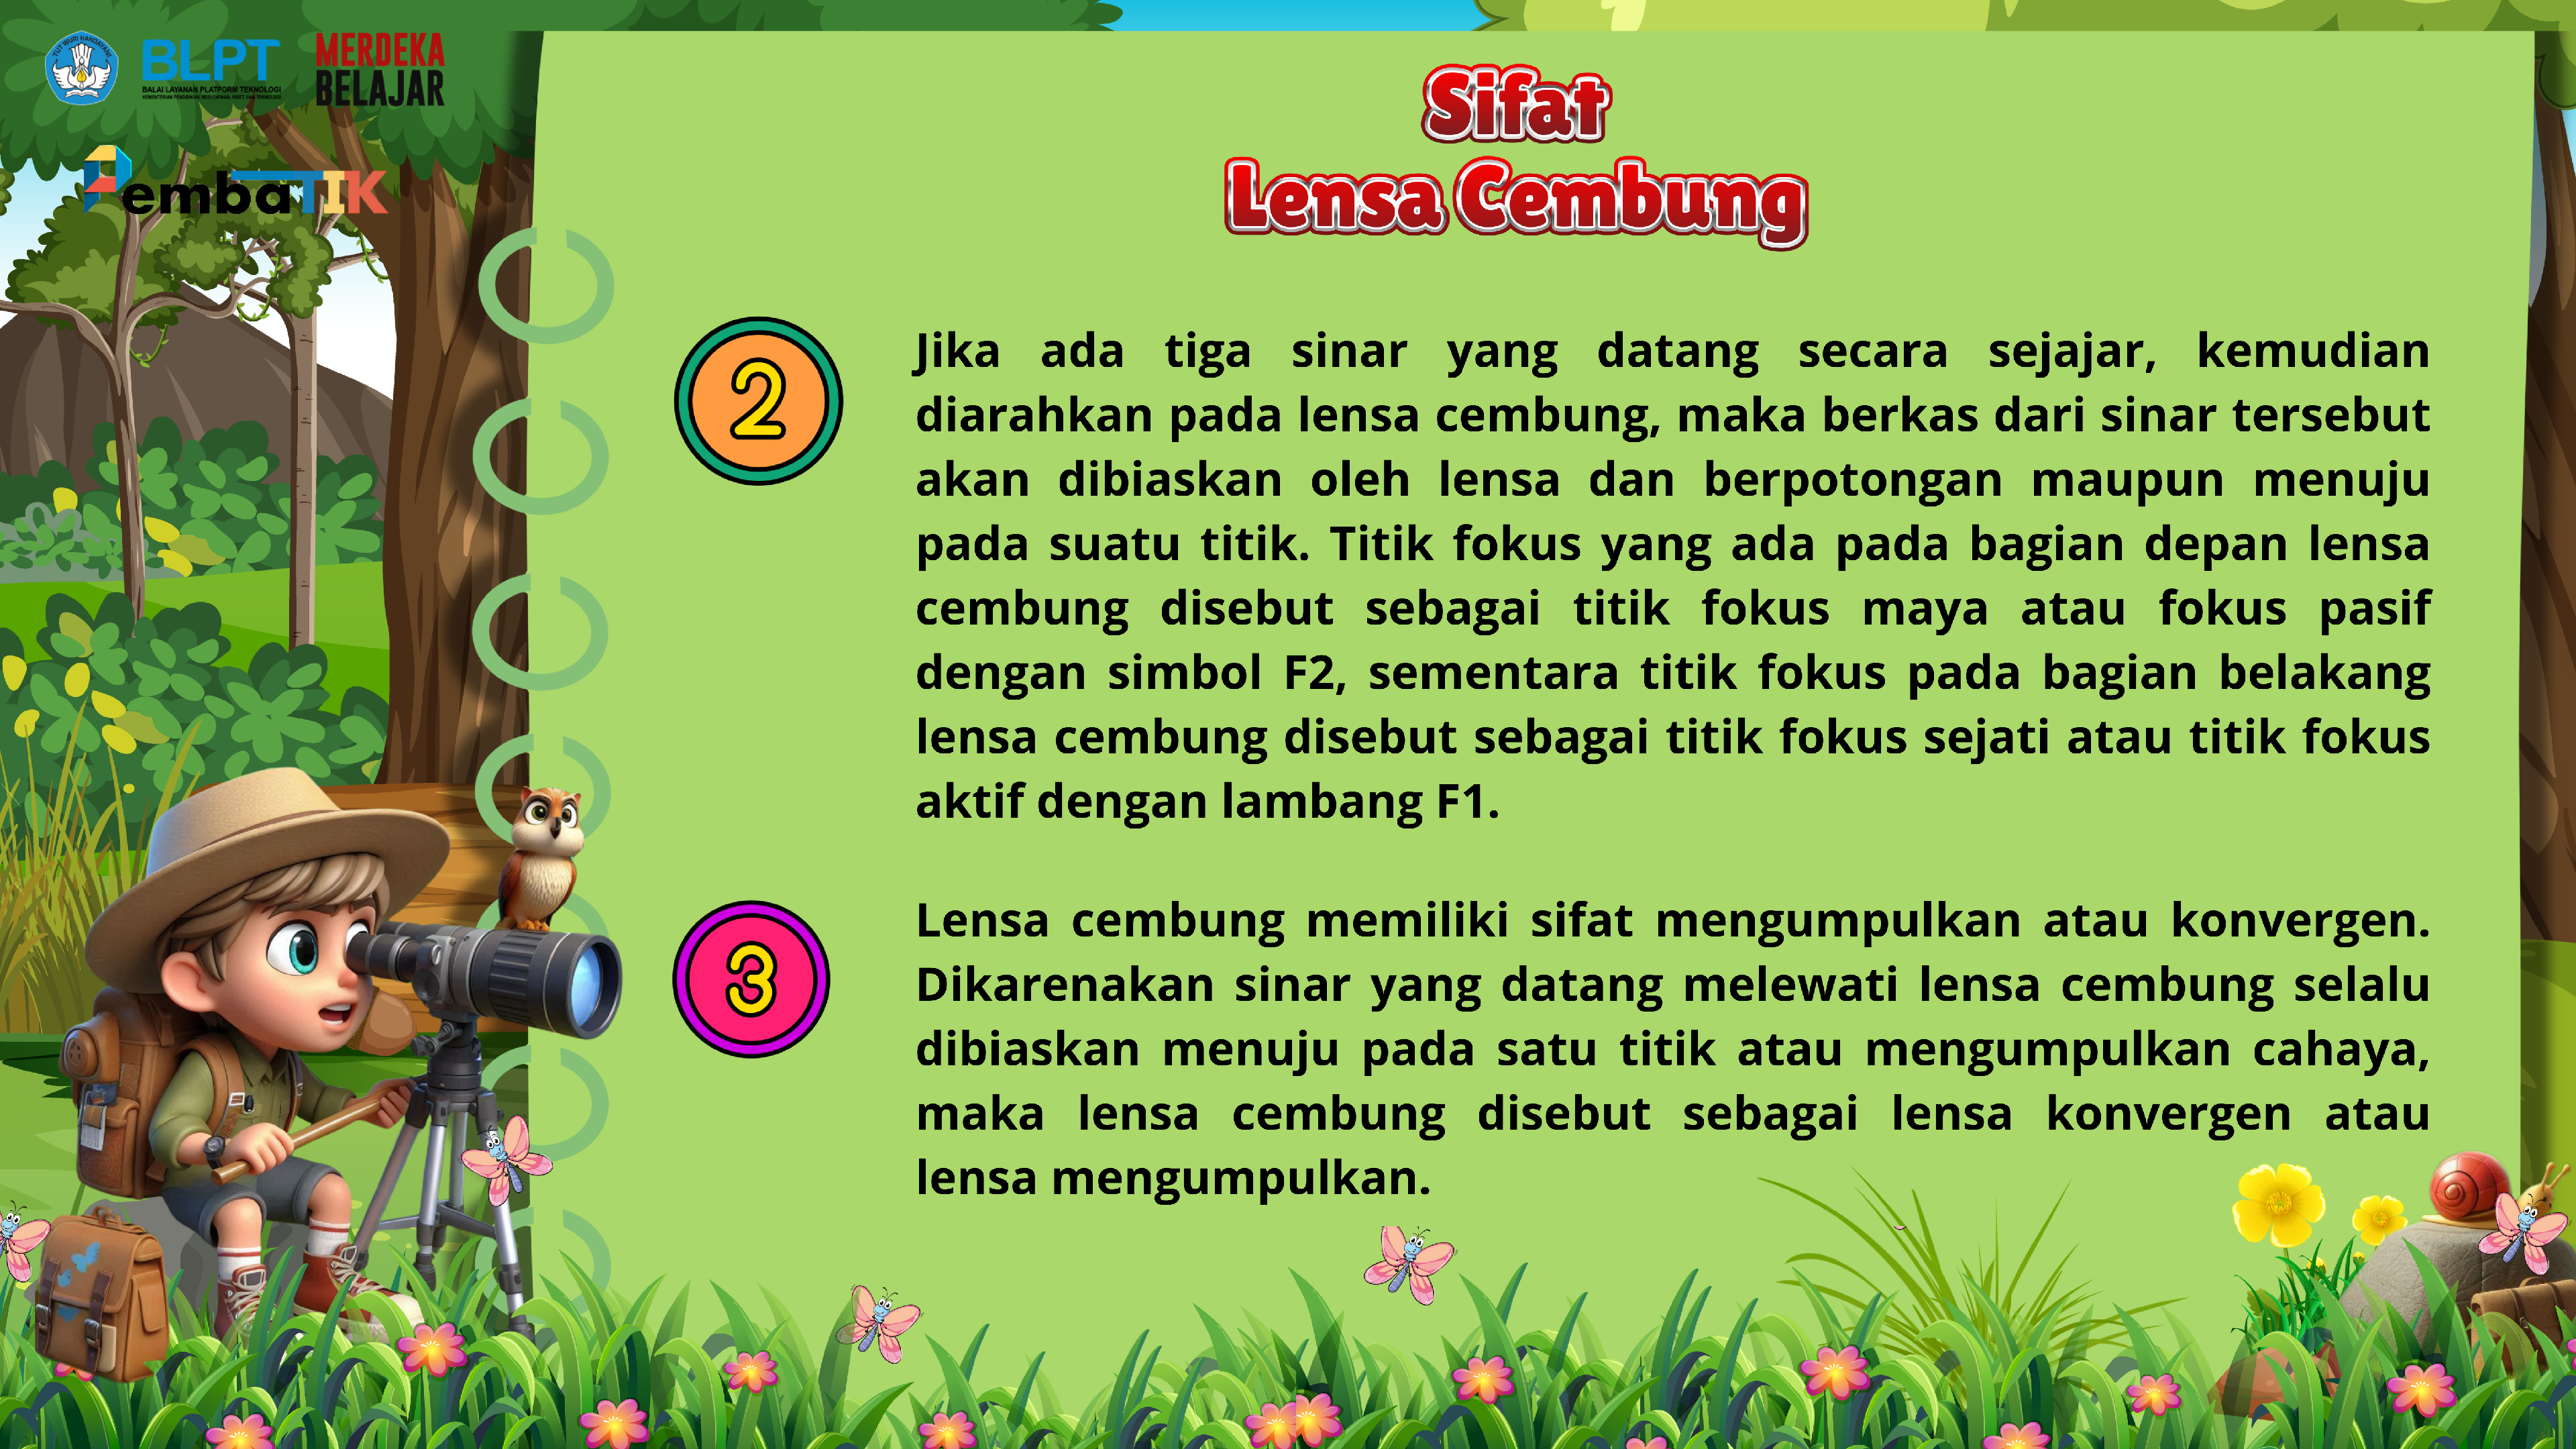 BLPT
BALAI LAYANAN PLATFORM TEKNOLOGI
MERDEKA
BELAJAR
PembaTIK
Sifat
Lensa Cembung
2
Jika ada tiga sinar yang datang secara sejajar, kemudian
diarahkan pada lensa cembung, maka berkas dari sinar tersebut
akan dibiaskan oleh lensa dan berpotongan maupun menuju
pada suatu titik. Titik fokus yang ada pada bagian depan lensa
cembung disebut sebagai titik fokus maya atau fokus pasif
dengan simbol F2, sementara titik fokus pada bagian belakang
lensa cembung disebut sebagai titik fokus sejati atau titik fokus
aktif dengan lambang F1.
3
Lensa cembung memiliki sifat mengumpulkan atau konvergen.
Dikarenakan sinar yang datang melewati lensa cembung selalu
dibiaskan menuju pada satu titik atau mengumpulkan cahaya,
maka lensa cembung disebut sebagai lensa konvergen atau
lensa mengumpulkan.